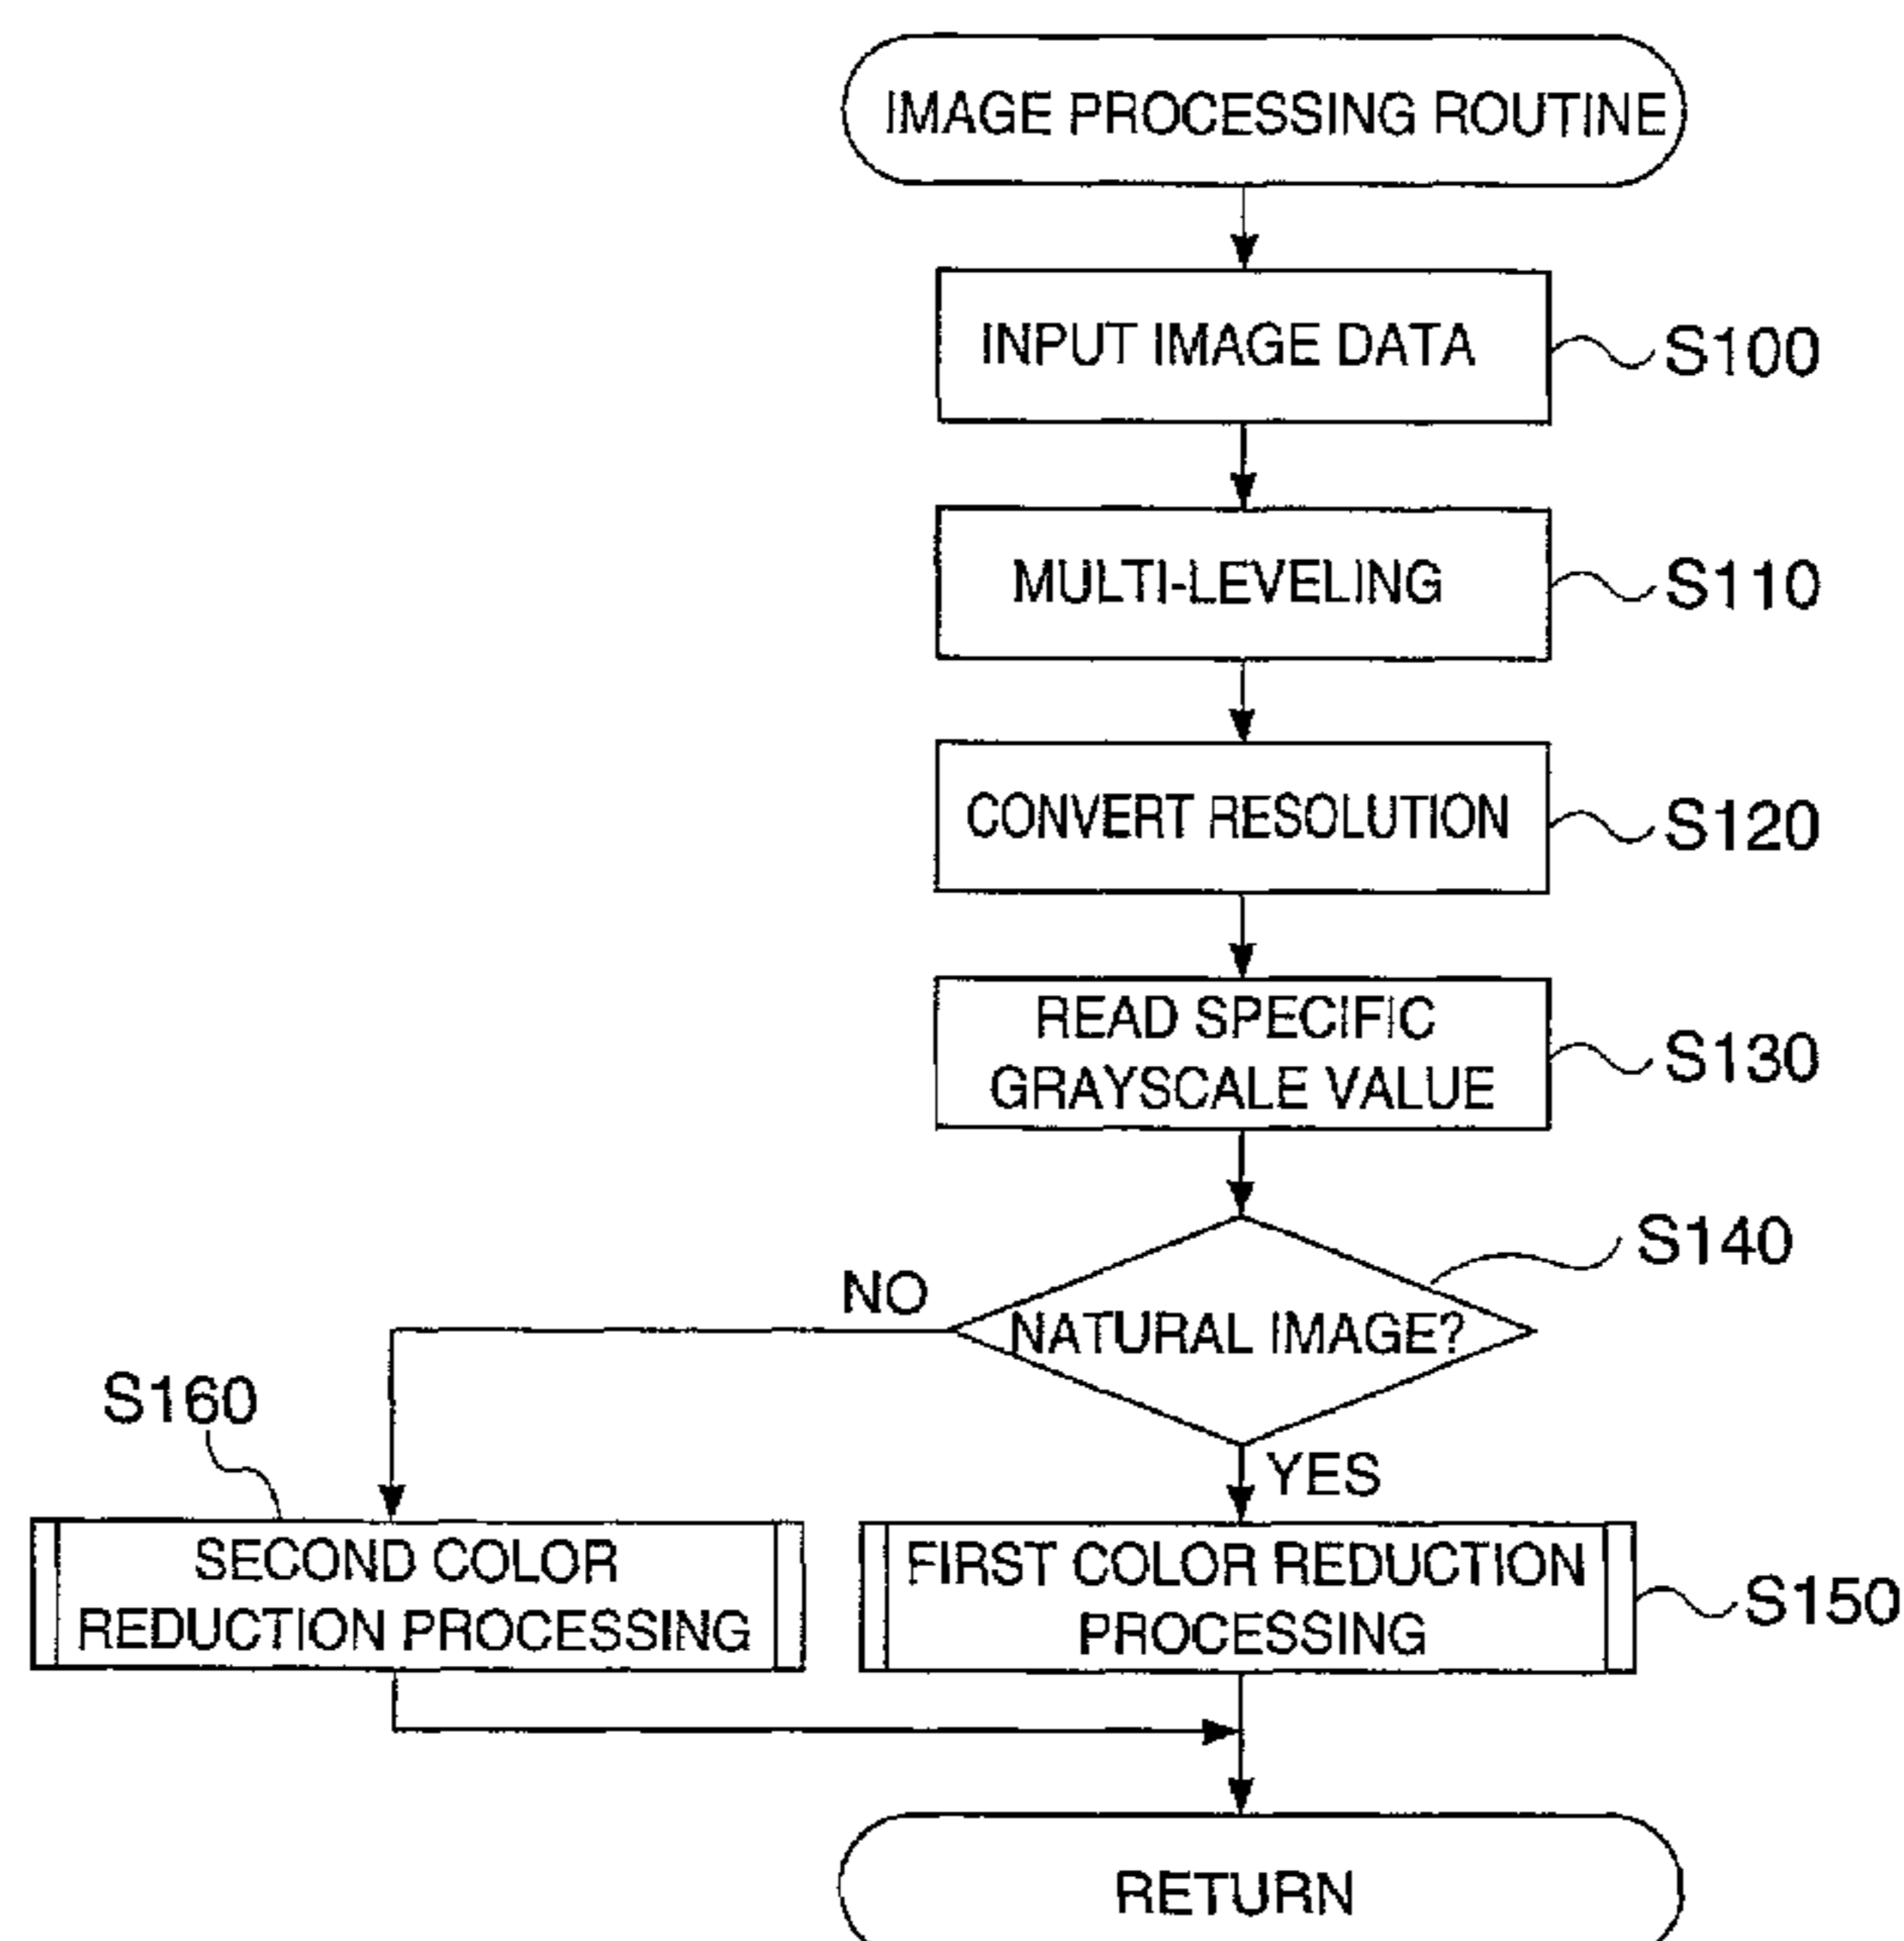 IMAGE PROCESSING ROUTINE
INPUT IMAGE DATA
S100
MULTI-LEVELING
S110
CONVERT RESOLUTION
S120
READ SPECIFIC
GRAYSCALE VALUE
S130
S140
NO
NATURAL IMAGE?
S160
YES
SECOND COLOR
REDUCTION PROCESSING
FIRST COLOR REDUCTION
PROCESSING
S150
RETURN